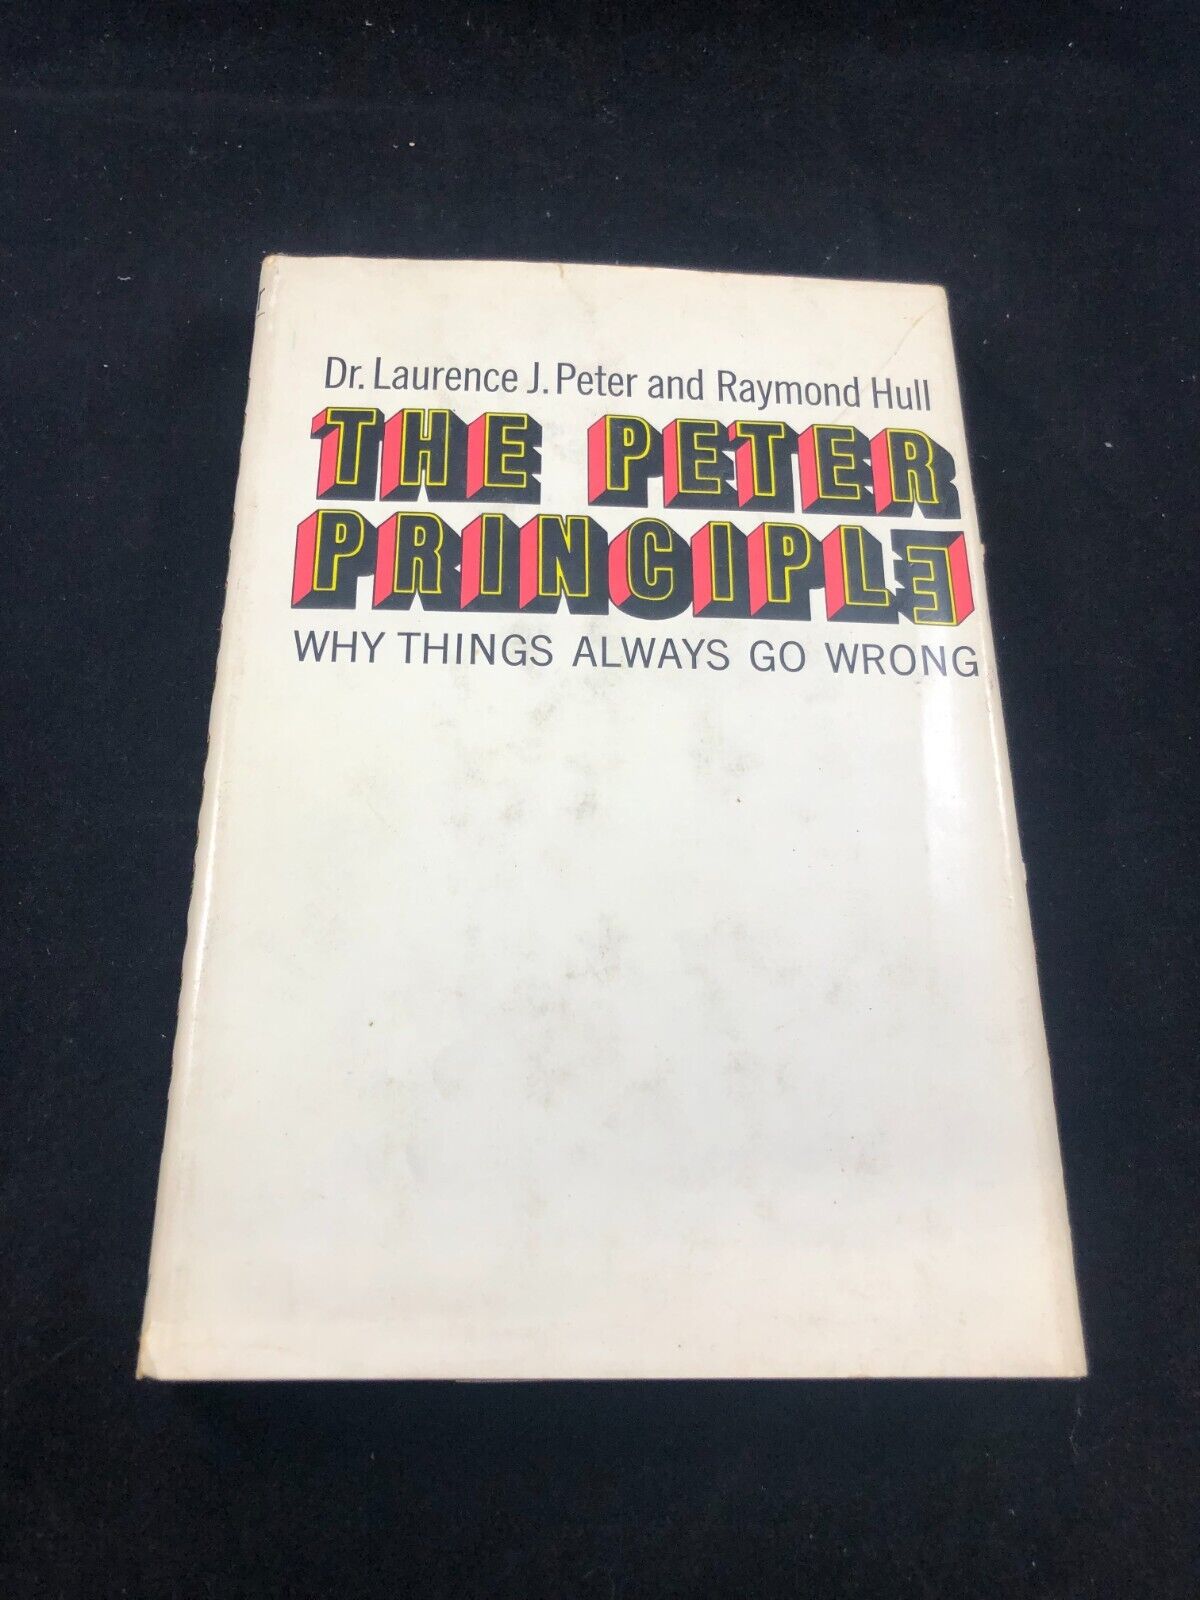 Dr. Laurence J. Peter and Raymond Hull
THE PETER
PRINCIPLE
WHY THINGS ALWAYS GO WRONG